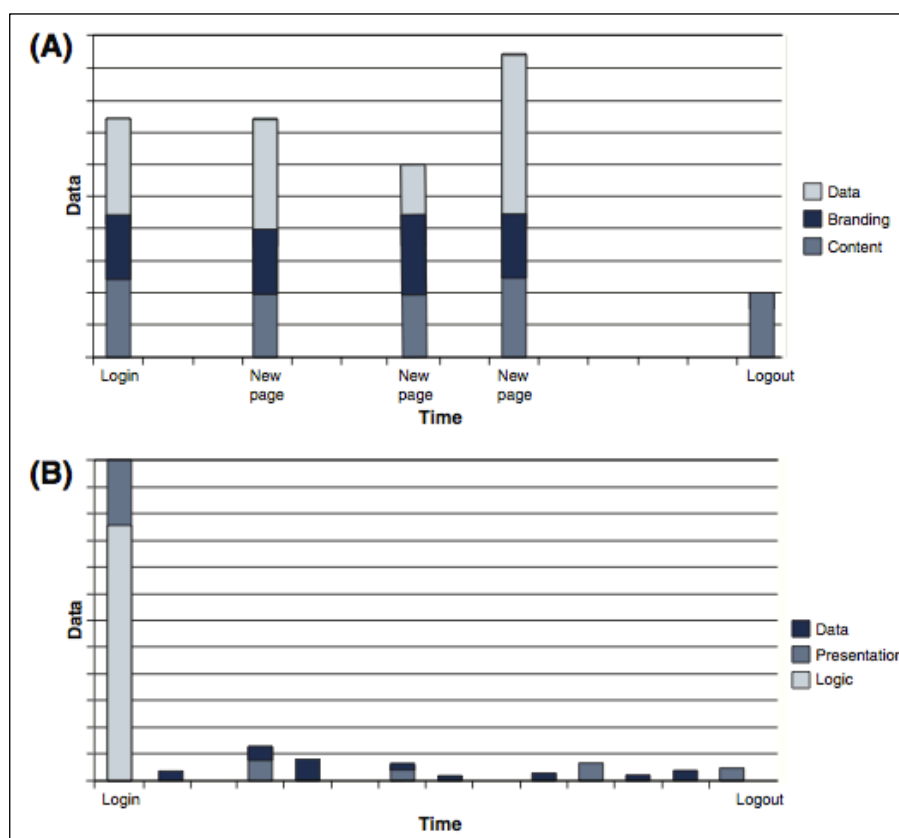 (A)
Data
Data
Branding
Content
Login
New
page
New
page
New
page
Logout
Time
(B)
Data
Data
Presentation
Logic
Login
Logout
Time